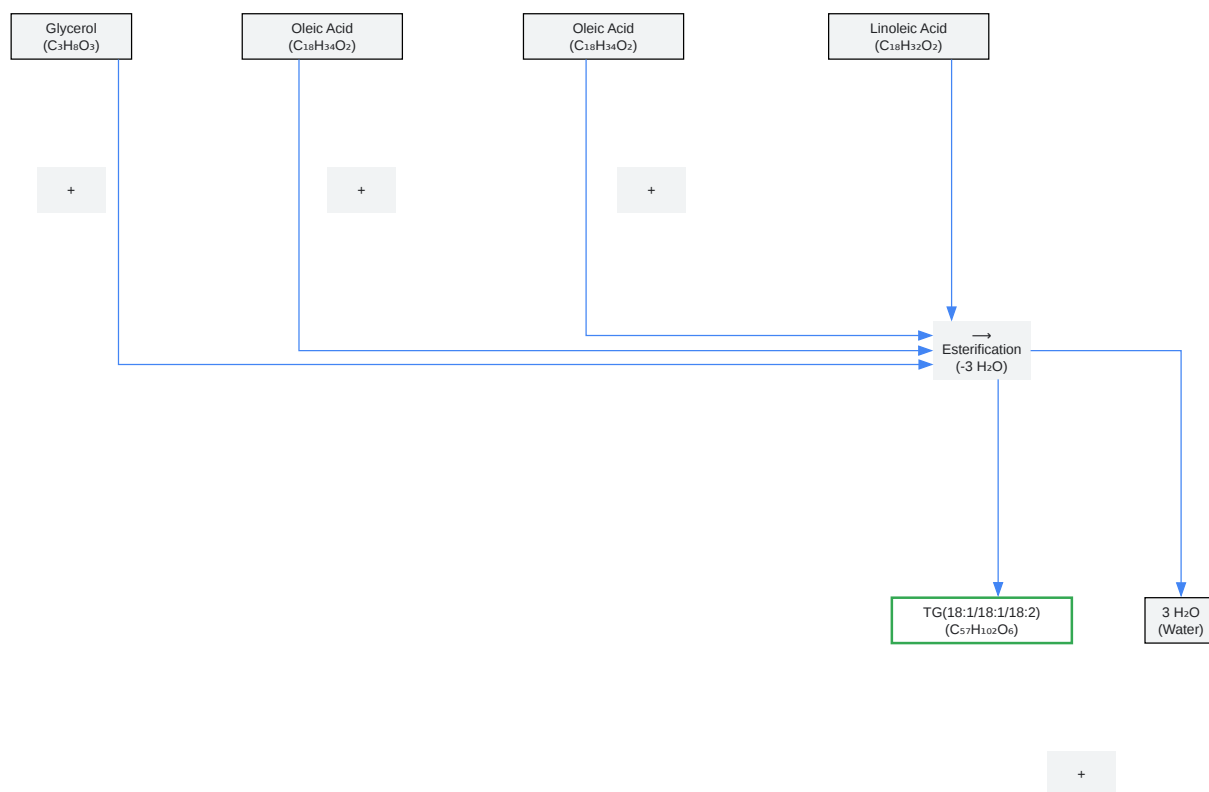 Glycerol
(C₃H₈O₃)
Oleic Acid
(C₁₈H₃₄O₂)
Oleic Acid
(C₁₈H₃₄O₂)
Linoleic Acid
(C₁₈H₃₂O₂)
+
+
+
⟶
Esterification
(-3 H₂O)
TG(18:1/18:1/18:2)
(C₅₇H₁₀₂O₆)
3 H₂O
(Water)
+